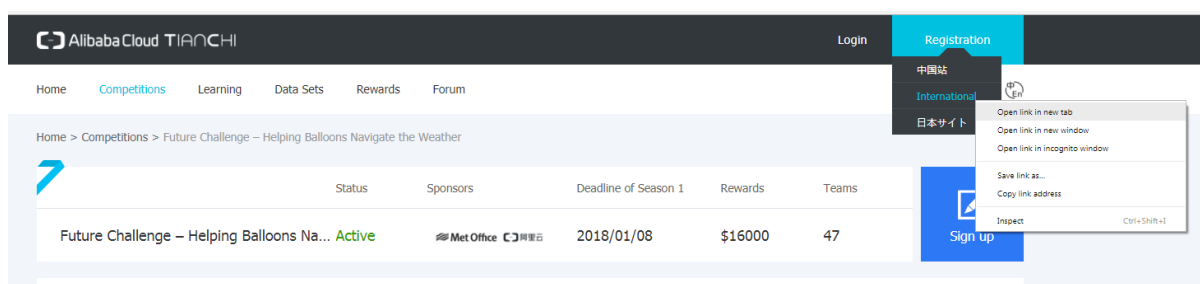 Alibaba Cloud TIANCHI
Login
Registration
中国站
International
日本サイト
Home Competitions Learning Data Sets Rewards Forum
中
En
Home > Competitions > Future Challenge – Helping Balloons Navigate the Weather
Open link in new tab
Open link in new window
Open link in incognito window
Save link as...
Copy link address
Inspect Ctrl+Shift+I
Status Sponsors Deadline of Season 1 Rewards Teams
Future Challenge – Helping Balloons Na... Active Met Office 阿里云 2018/01/08 $16000 47
Sign up